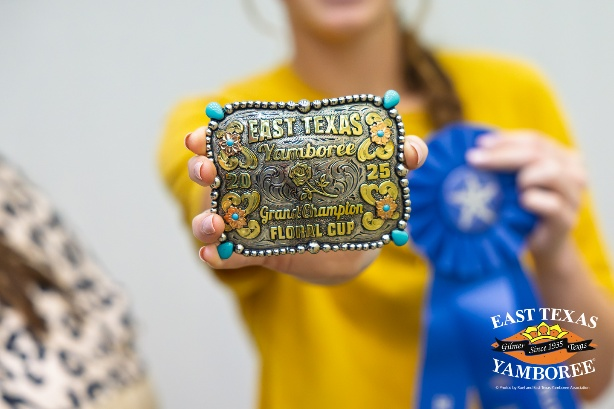 EAST TEXAS
Yamboree
20 25
Grand Champion
FLORAL CUP
EAST TEXAS
Gilmer Since 1935 Texas
YAMBOREE